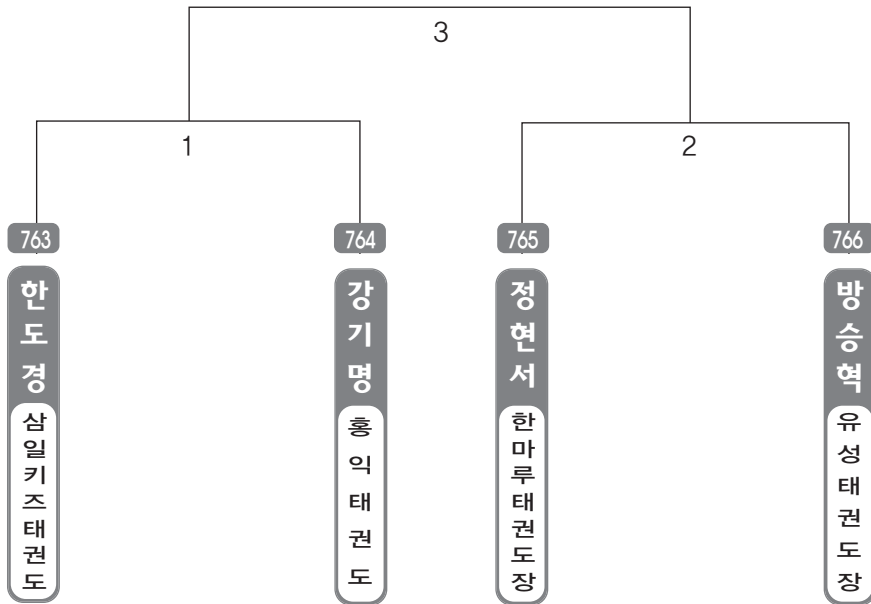 3
1
2
763
764
765
766
한도경
강기명
정현서
방승혁
삼일키즈태권도
홍익태권도
한마루태권도장
유성태권도장